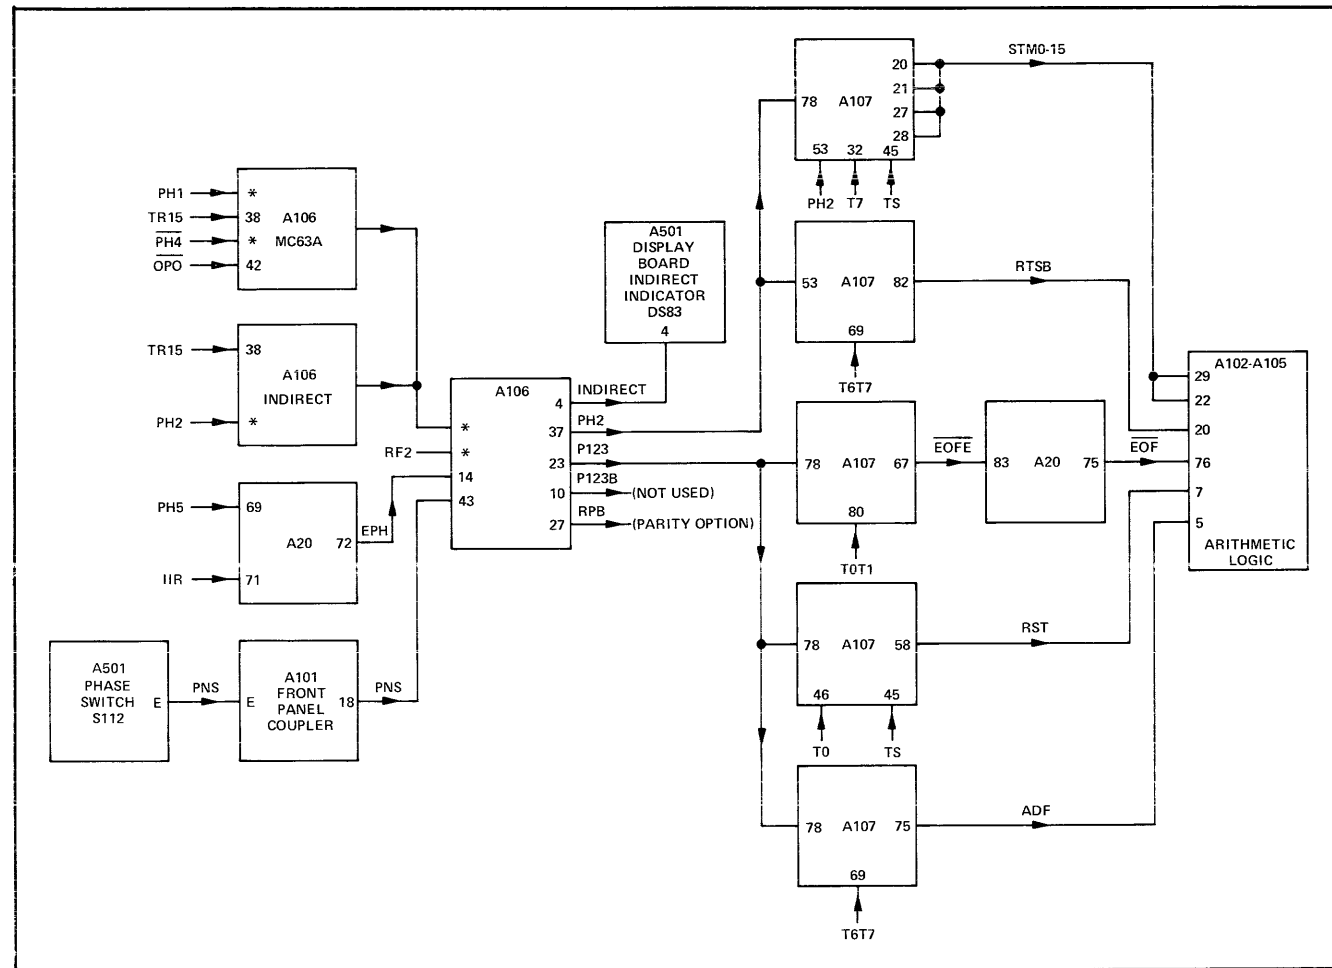 STM0-15
20
21
78 A107
27
28
53 32 45
PH2 T7 TS
PH1 *
TR15 38 A106
PH4 * MC63A
OPO 42
A501
DISPLAY
BOARD
INDIRECT
INDICATOR
DS83
4
53 A107 82
RTSB
69
T6T7
TR15 38
A106
INDIRECT
PH2 *
A106
INDIRECT
4
PH2
*
37
RF2 *
P123
23
14
P123B
10 (NOT USED)
43
RPB
27 (PARITY OPTION)
PH5 69
A20 72 EPH
IIR 71
78 A107 67
EOFE
80
T0T1
83 A20 75
EOF
A102-A105
29
22
20
76
7
5
ARITHMETIC
LOGIC
78 A107 58
RST
46 45
T0 TS
A501
PHASE
SWITCH
S112
E
PNS
A101
FRONT
PANEL
COUPLER
E
18
PNS
78 A107 75
ADF
69
T6T7